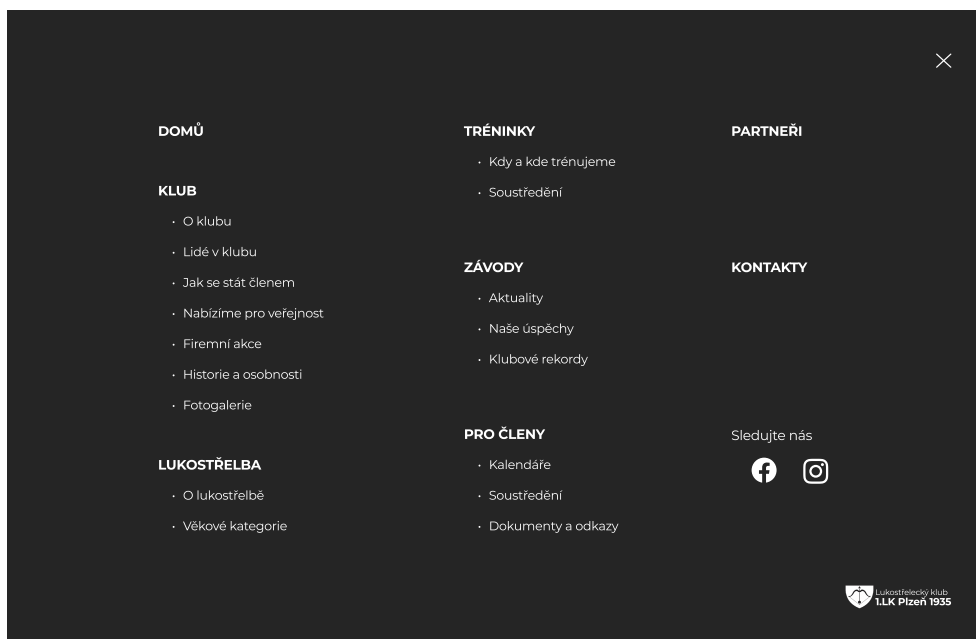 DOMŮ
KLUB
• O klubu
• Lidé v klubu
• Jak se stát členem
• Nabízíme pro veřejnost
• Firemní akce
• Historie a osobnosti
• Fotogalerie
LUKOSTŘELBA
• O lukostřelbě
• Věkové kategorie
TRÉNINKY
• Kdy a kde trénujeme
• Soustředění
ZÁVODY
• Aktuality
• Naše úspěchy
• Klubové rekordy
PRO ČLENY
• Kalendáře
• Soustředění
• Dokumenty a odkazy
PARTNEŘI
KONTAKTY
Sledujte nás
Lukostřelecký klub
1.LK Plzeň 1935